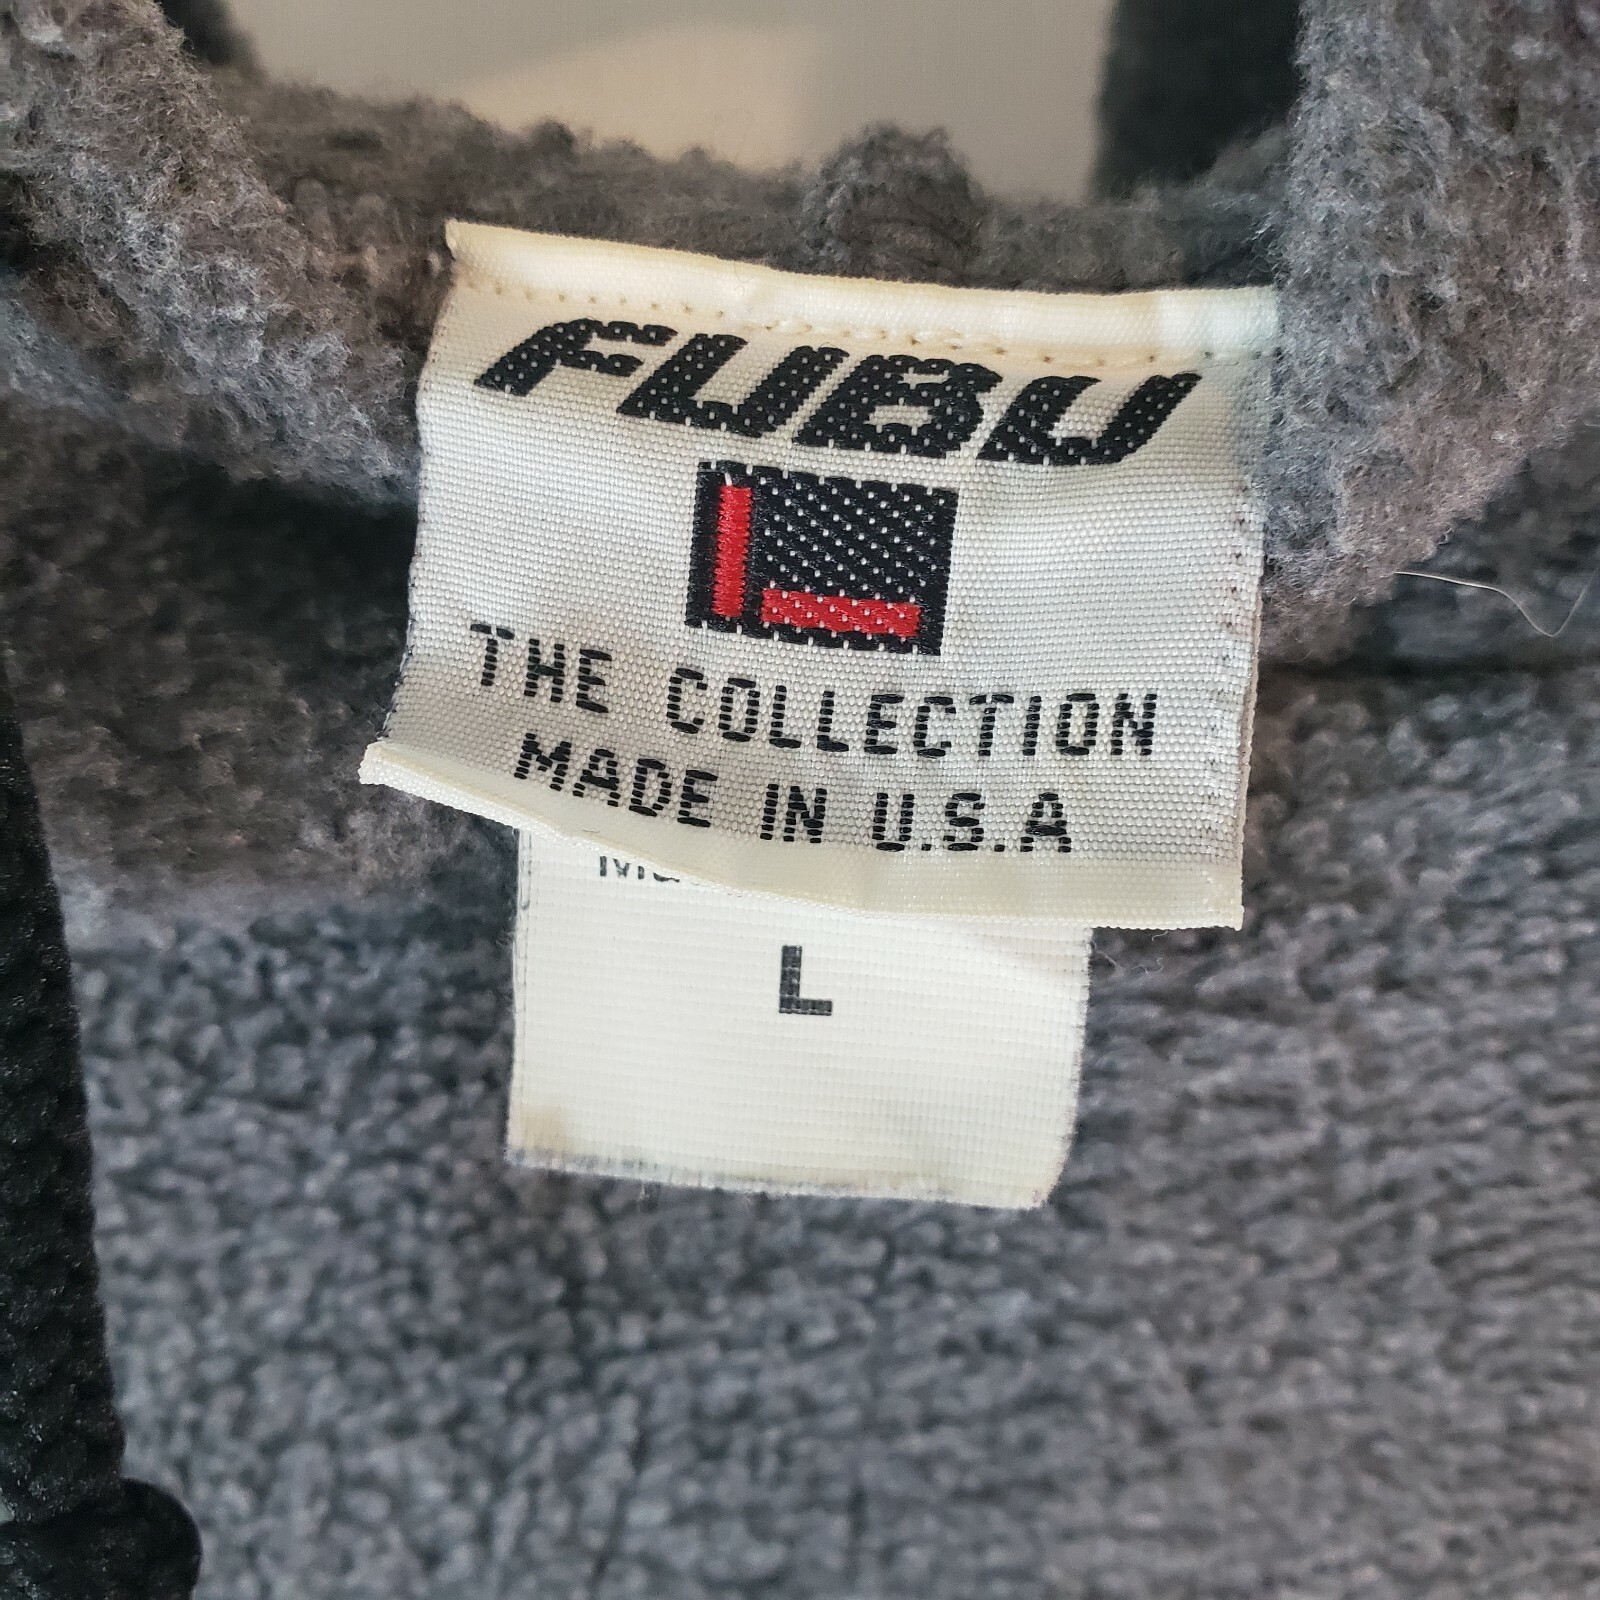 FUBU
THE COLLECTION
MADE IN U.S.A
L